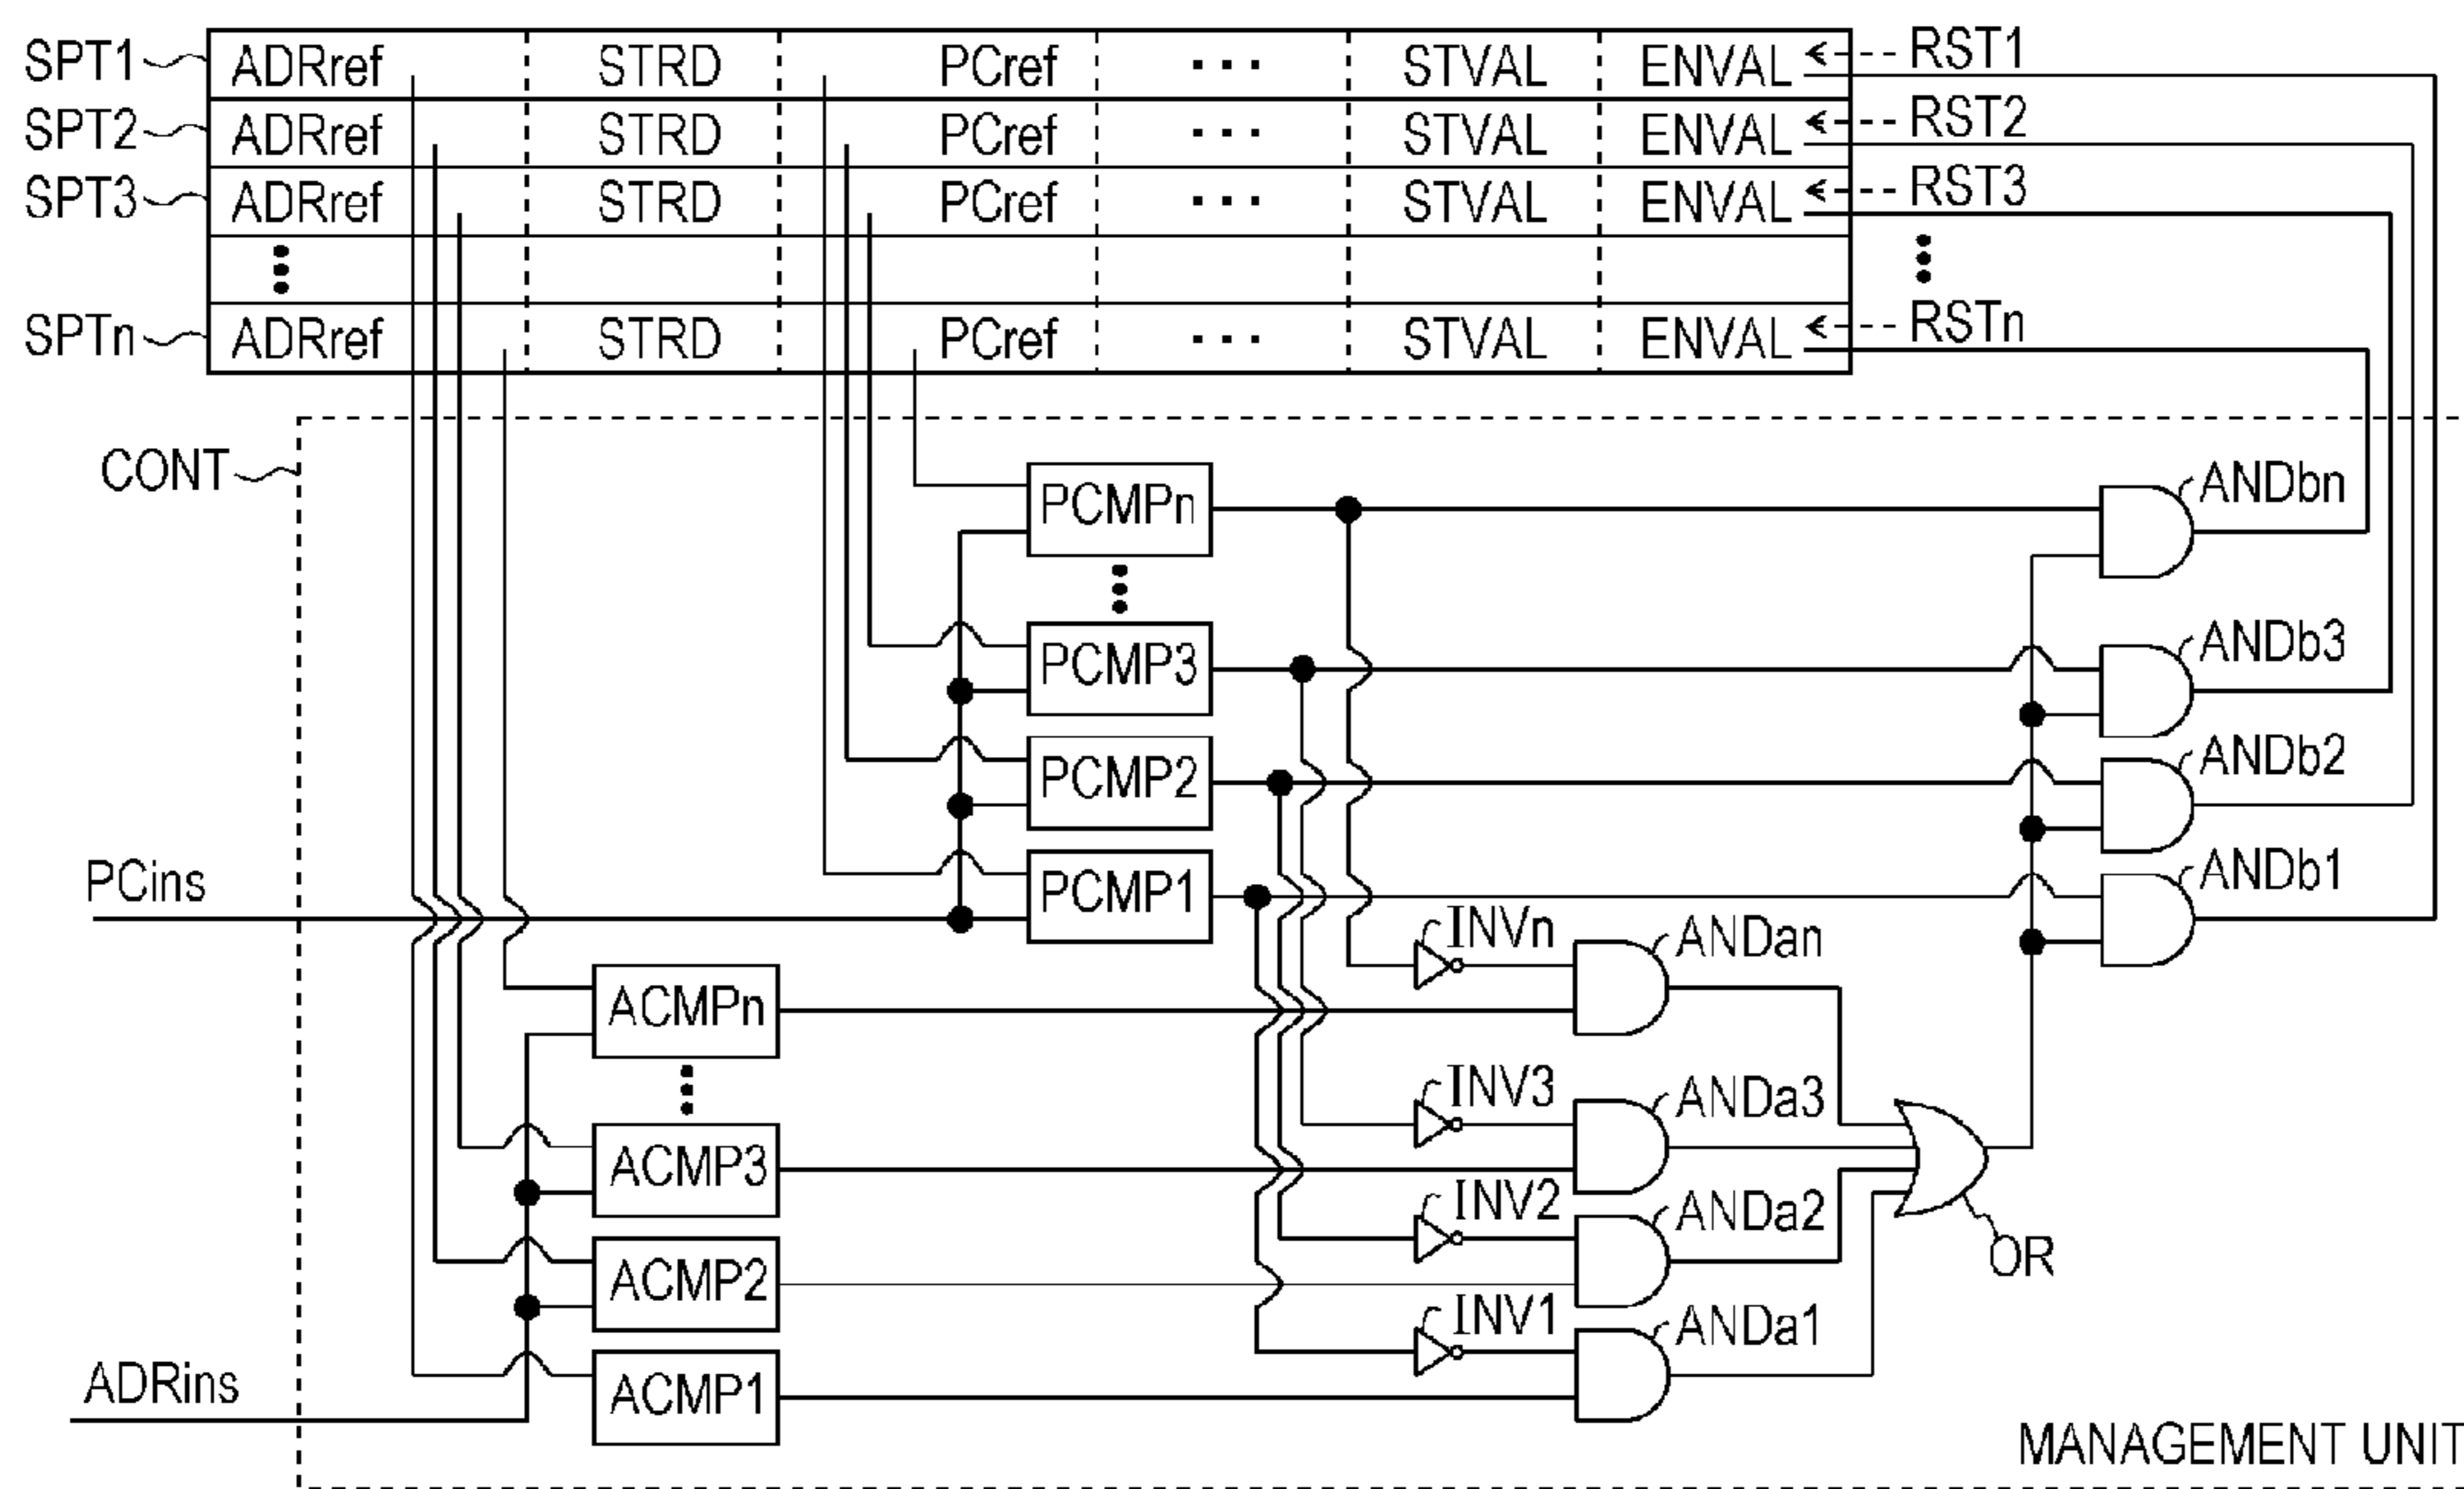 SPT1 ADRref STRD PCref ... STVAL ENVAL RST1
SPT2 ADRref STRD PCref ... STVAL ENVAL RST2
SPT3 ADRref STRD PCref ... STVAL ENVAL RST3
SPTn ADRref STRD PCref ... STVAL ENVAL RSTn
CONT
PCMPn
ANDbn
PCMP3
ANDb3
PCMP2
ANDb2
PCins
PCMP1
ANDb1
INVn
ANDan
ACMPn
INV3
ANDa3
ACMP3
INV2
ANDa2
ACMP2
OR
INV1
ANDa1
ADRins
ACMP1
MANAGEMENT UNIT